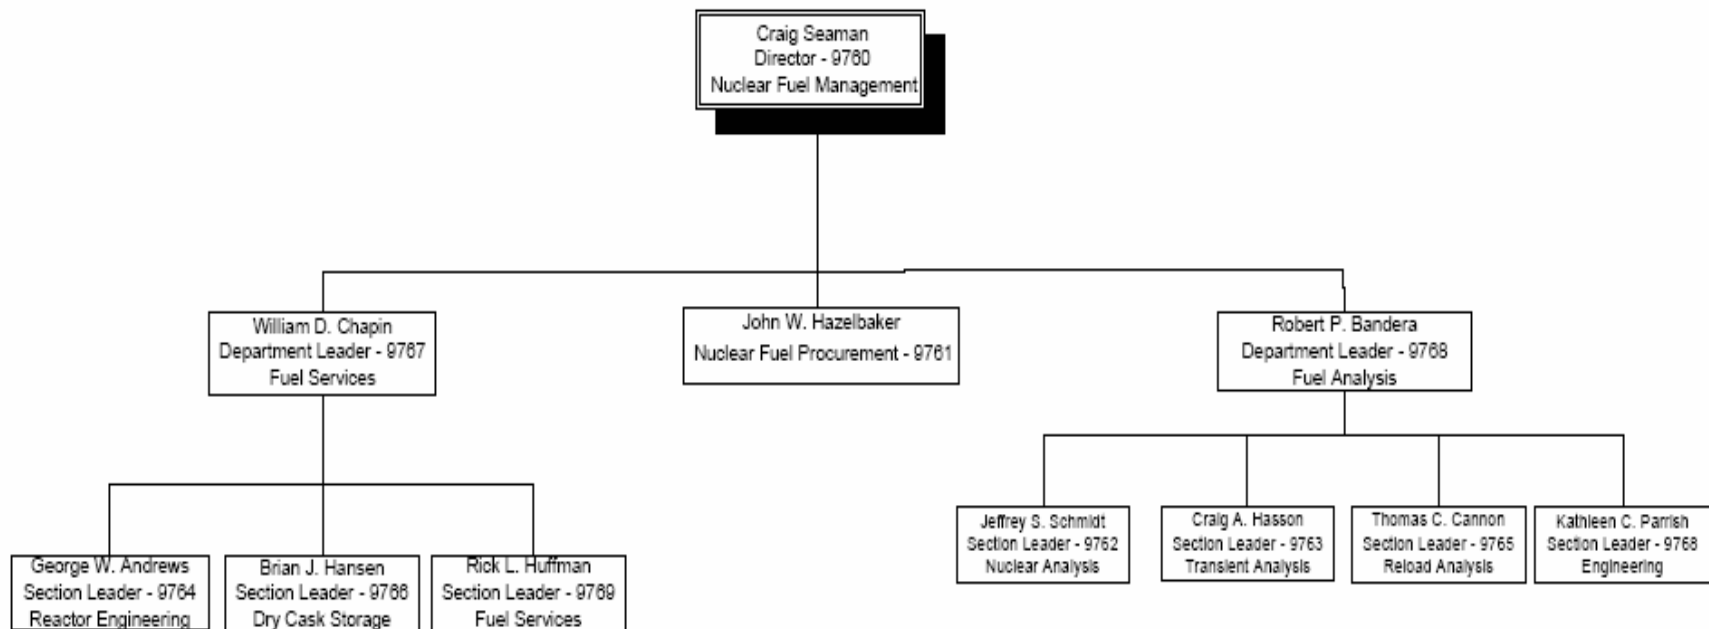 Craig Seaman
Director - 9760
Nuclear Fuel Management
William D. Chapin
Department Leader - 9767
Fuel Services
John W. Hazelbaker
Nuclear Fuel Procurement - 9761
Robert P. Bandera
Department Leader - 9768
Fuel Analysis
George W. Andrews
Section Leader - 9764
Reactor Engineering
Brian J. Hansen
Section Leader - 9766
Dry Cask Storage
Rick L. Huffman
Section Leader - 9769
Fuel Services
Jeffrey S. Schmidt
Section Leader - 9762
Nuclear Analysis
Craig A. Hasson
Section Leader - 9763
Transient Analysis
Thomas C. Cannon
Section Leader - 9765
Reload Analysis
Kathleen C. Parrish
Section Leader - 9768
Engineering